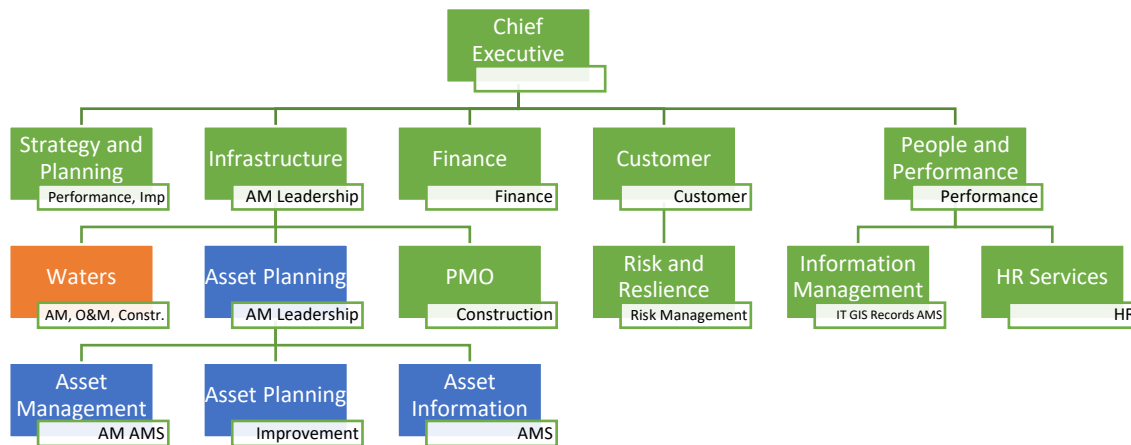 Chief
Executive
Strategy and
Planning
Performance, Imp
Infrastructure
AM Leadership
Finance
Finance
Customer
Customer
People and
Performance
Performance
Waters
AM, O&M, Constr.
Asset Planning
AM Leadership
PMO
Construction
Risk and
Reslience
Risk Management
Information
Management
IT GIS Records AMS
HR Services
HR
Asset
Management
AM AMS
Asset Planning
Improvement
Asset
Information
AMS